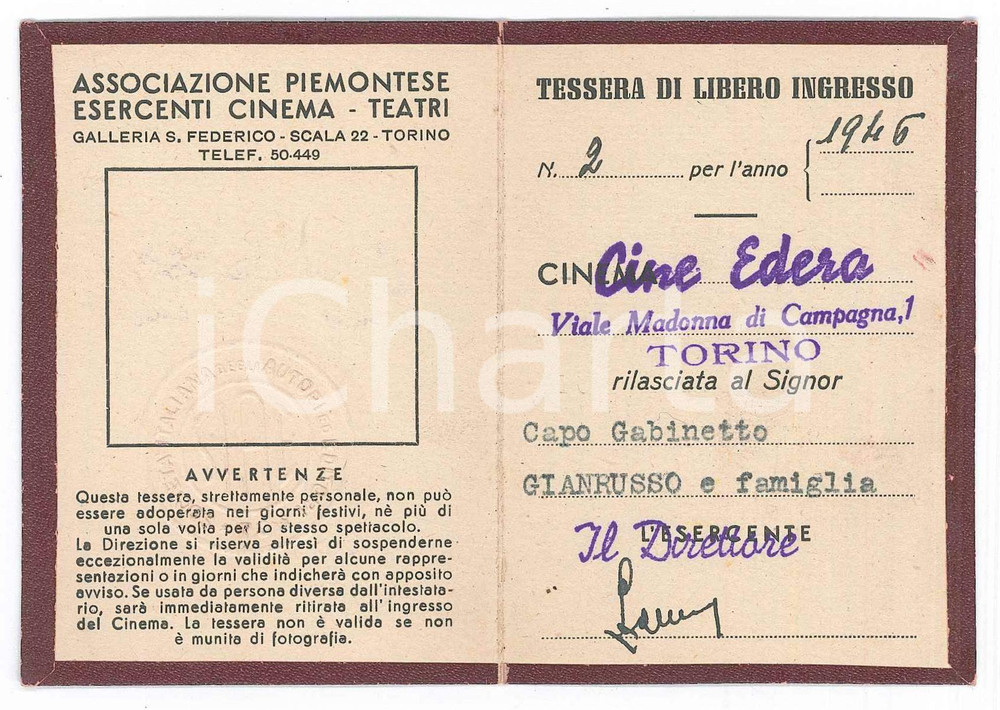 ASSOCIAZIONE PIEMONTESE
ESERCENTI CINEMA - TEATRI
GALLERIA S. FEDERICO - SCALA 22 - TORINO
TELEF. 50-449
AVVERTENZE
Questa tessera, strettamente personale, non può
essere adoperata nei giorni festivi, nè più di
una sola volta per lo stesso spettacolo.
La Direzione si riserva altresì di sospenderne
eccezionalmente la validità per alcune rappre-
sentazioni o in giorni che indicherà con apposito
avviso. Se usata da persona diversa dall'intestata-
rio, sarà immediatamente ritirata all'ingresso
del Cinema. La tessera non è valida se non
è munita di fotografia.
TESSERA DI LIBERO INGRESSO
N. 2 per l'anno 1946
CINEMA Cine Edera
Viale Madonna di Campagna, 1
TORINO
rilasciata al Signor
Capo Gabinetto
GIANRUSSO e famiglia
L'ESERCENTE
Il Direttore
iCharta